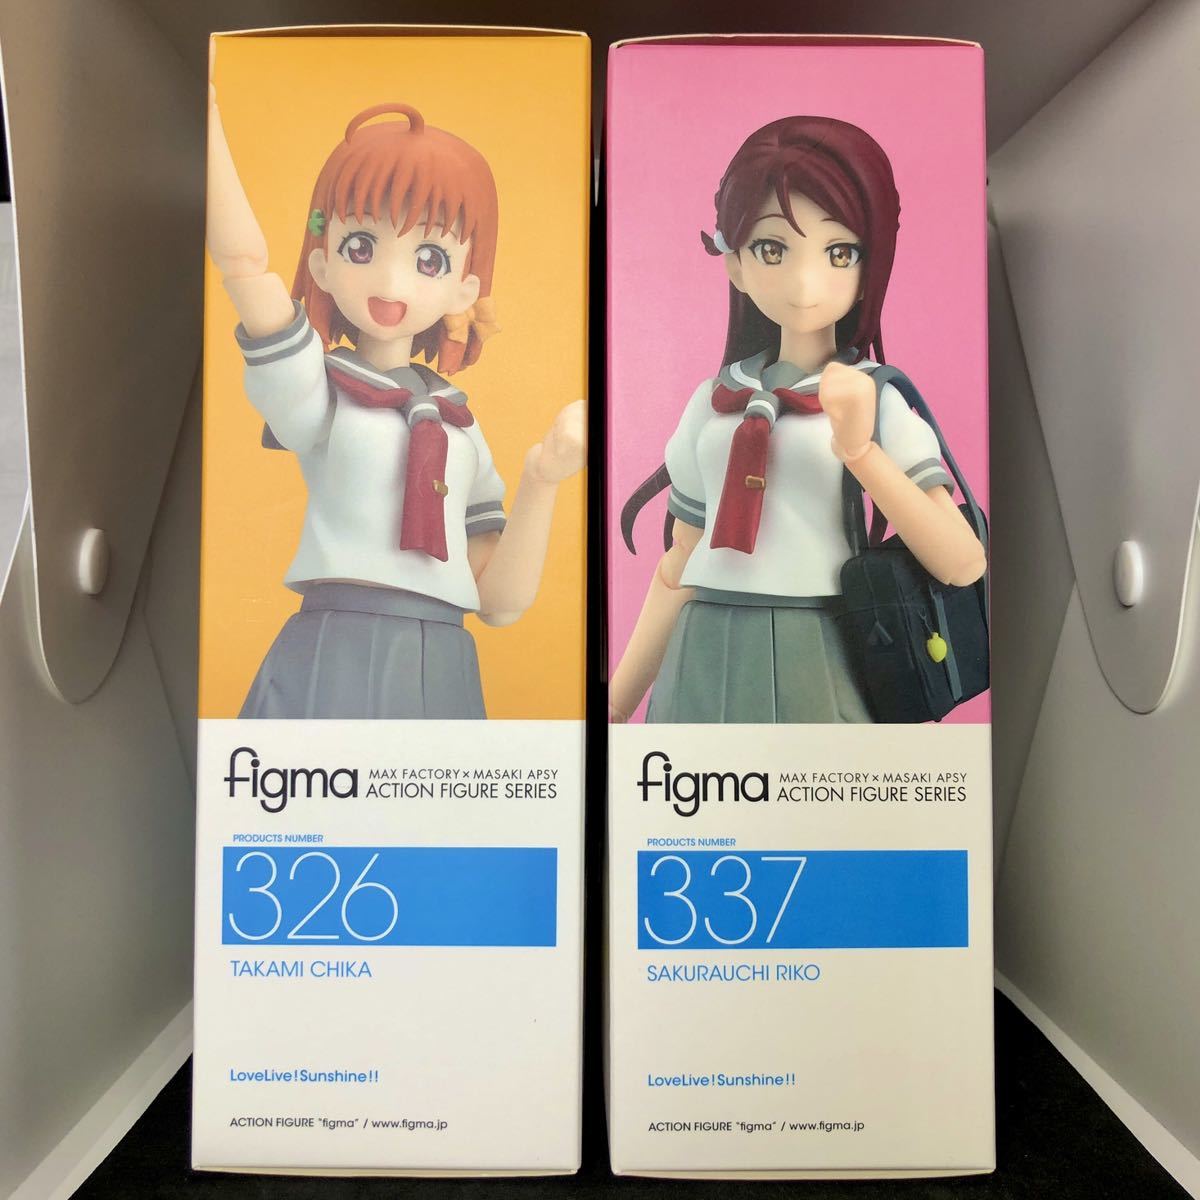 figma
MAX FACTORY × MASAKI APSY
ACTION FIGURE SERIES
PRODUCTS NUMBER
326
TAKAMI CHIKA
LoveLive!Sunshine!!
ACTION FIGURE "figma" / www.figma.jp
figma
MAX FACTORY × MASAKI APSY
ACTION FIGURE SERIES
PRODUCTS NUMBER
337
SAKURAUCHI RIKO
LoveLive!Sunshine!!
ACTION FIGURE "figma" / www.figma.jp